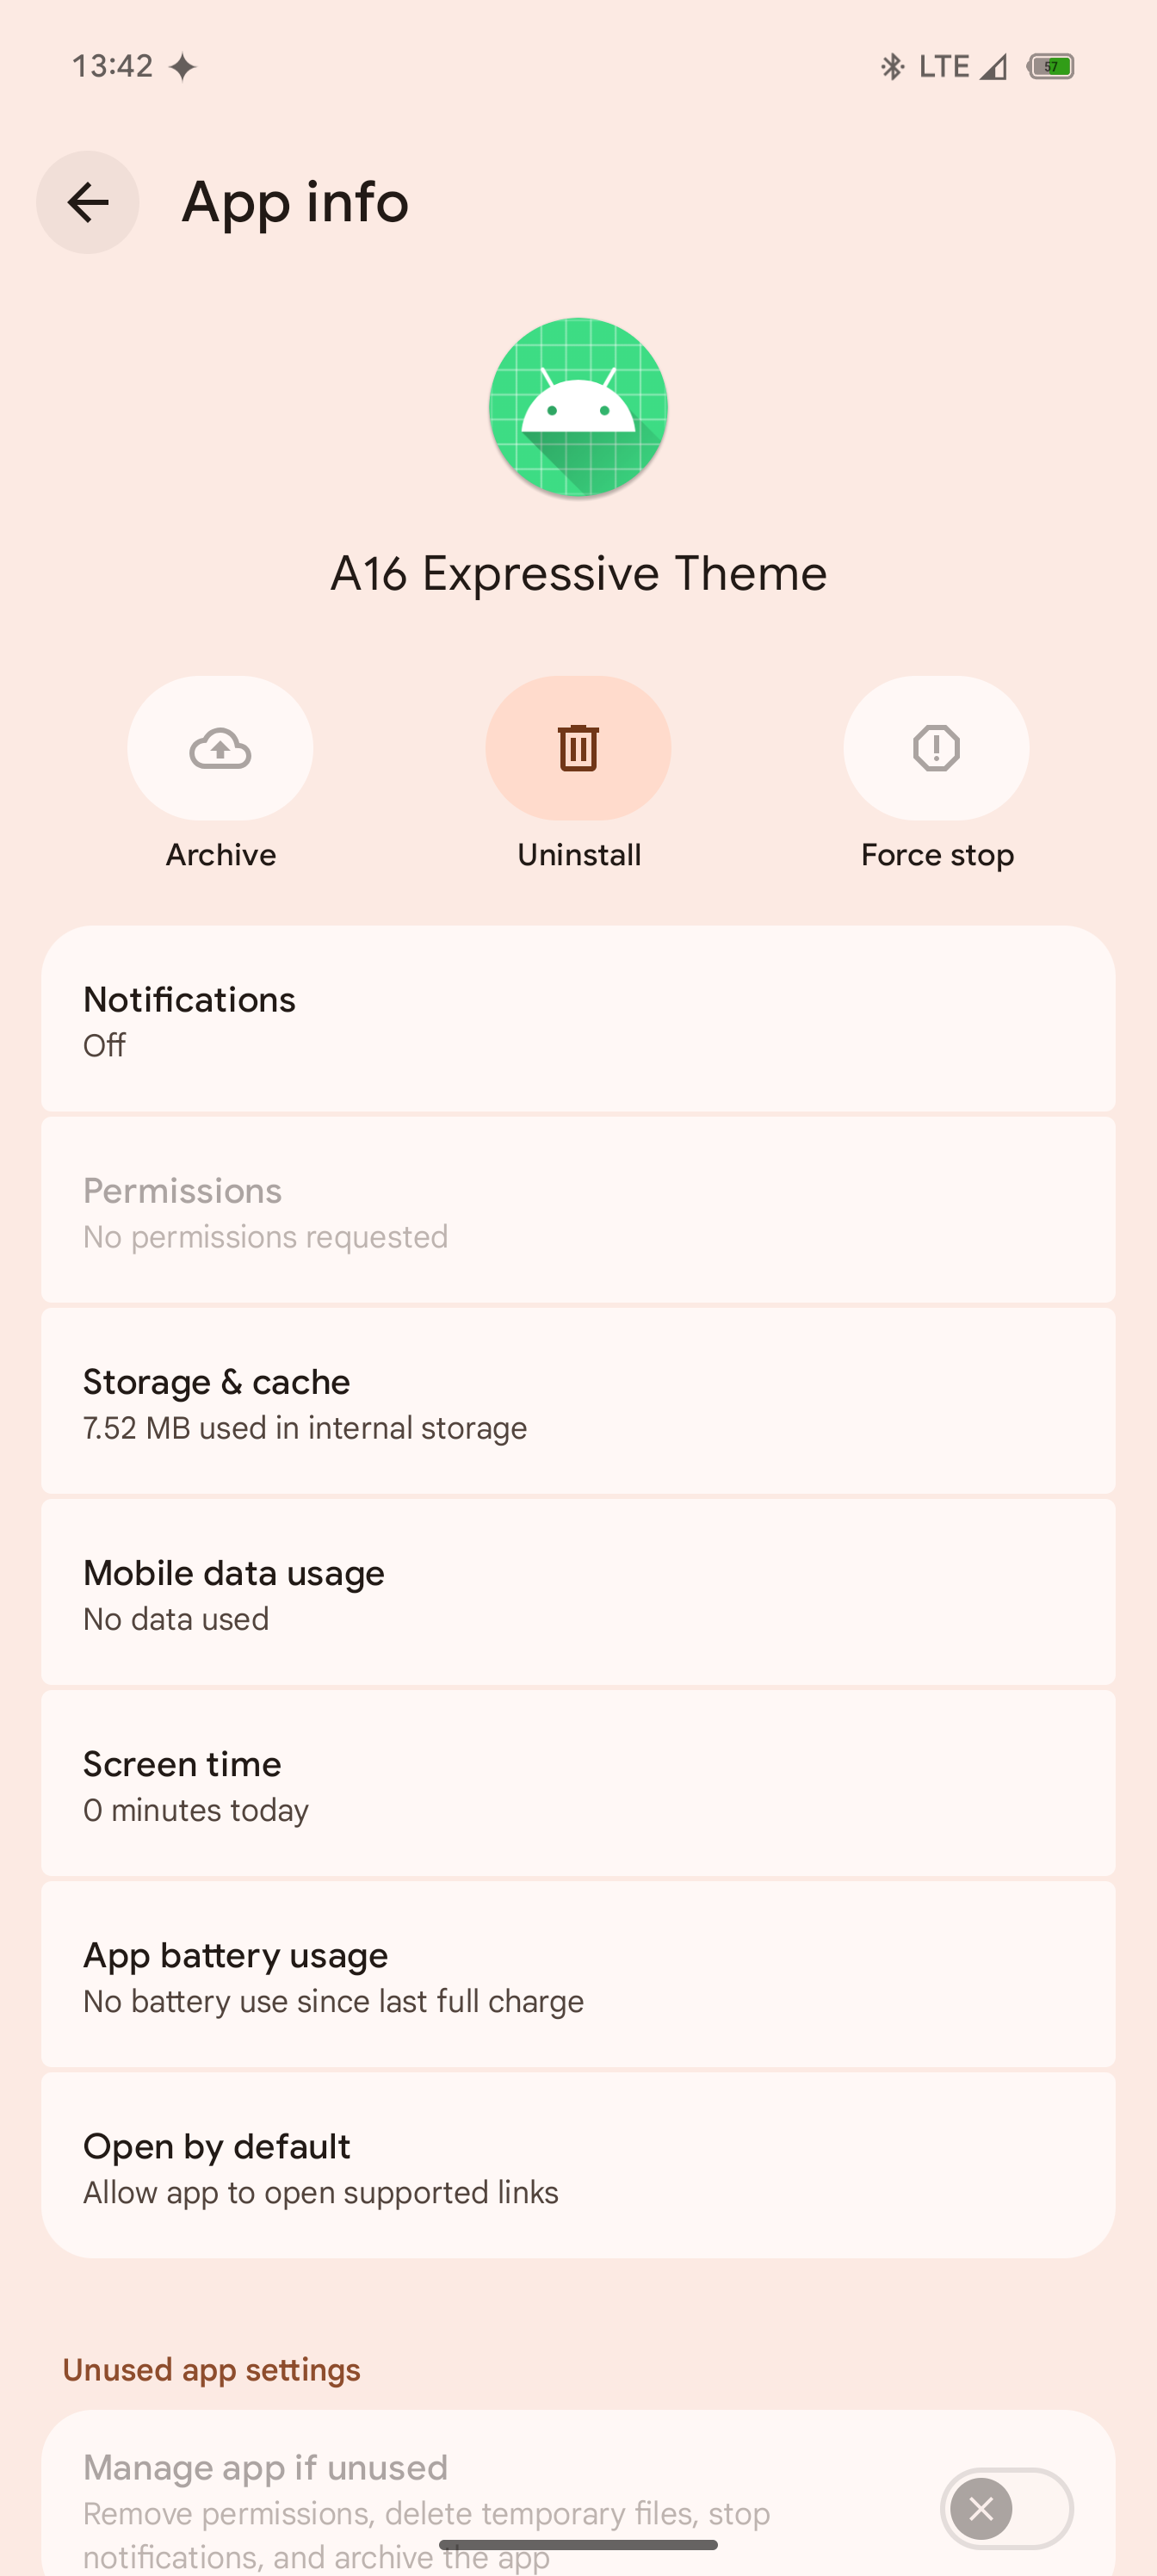 13:42
LTE
57
App info
A16 Expressive Theme
Archive
Uninstall
Force stop
Notifications
Off
Permissions
No permissions requested
Storage & cache
7.52 MB used in internal storage
Mobile data usage
No data used
Screen time
0 minutes today
App battery usage
No battery use since last full charge
Open by default
Allow app to open supported links
Unused app settings
Manage app if unused
Remove permissions, delete temporary files, stop
notifications, and archive the app